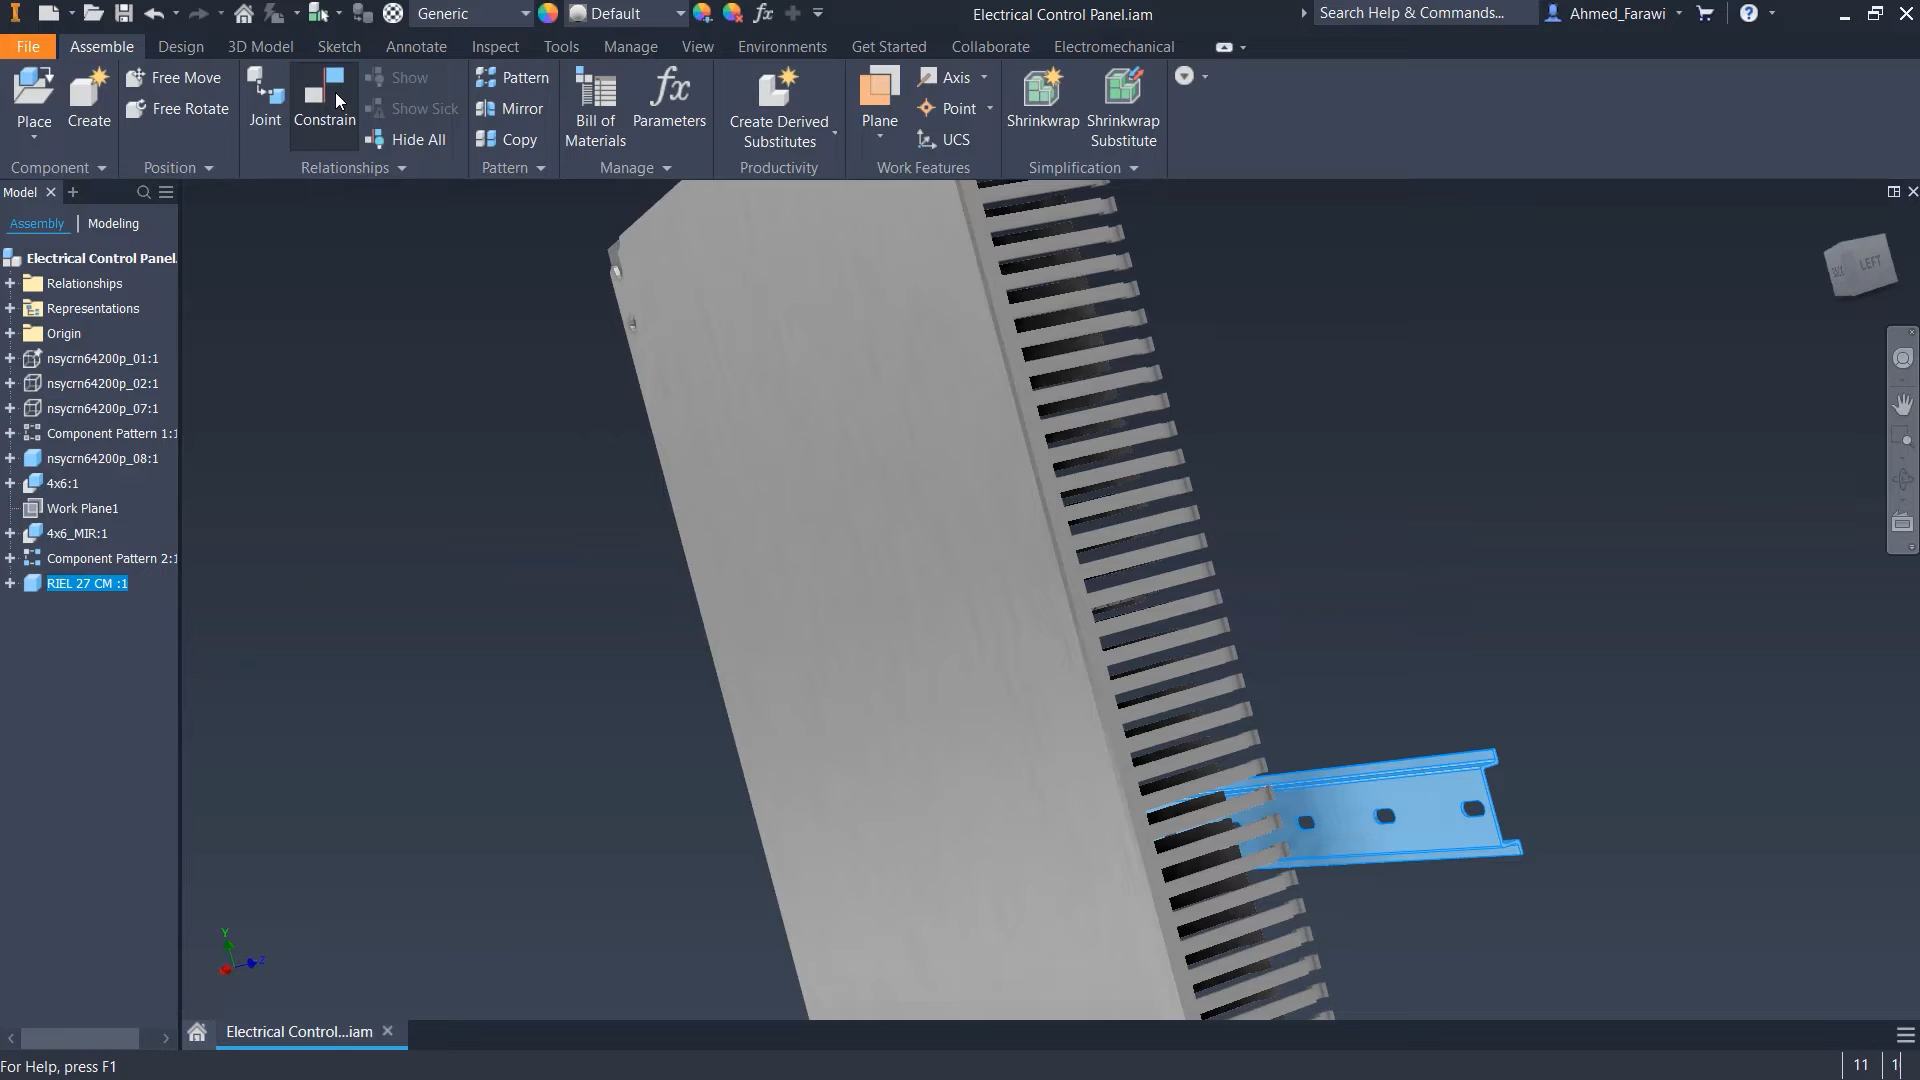 Generic
Default
Electrical Control Panel.iam
Search Help & Commands...
Ahmed_Farawi
File
Assemble
Design
3D Model
Sketch
Annotate
Inspect
Tools
Manage
View
Environments
Get Started
Collaborate
Electromechanical
Place
Create
Free Move
Free Rotate
Joint
Constrain
Show
Show Sick
Hide All
Pattern
Mirror
Copy
Bill of
Materials
Parameters
Create Derived
Substitutes
Plane
Axis
Point
UCS
Shrinkwrap
Shrinkwrap
Substitute
Component
Position
Relationships
Pattern
Manage
Productivity
Work Features
Simplification
Model
Assembly
Modeling
Electrical Control Panel.
Relationships
Representations
Origin
nsycrn64200p_01:1
nsycrn64200p_02:1
nsycrn64200p_07:1
Component Pattern 1:1
nsycrn64200p_08:1
4x6:1
Work Plane1
4x6_MIR:1
Component Pattern 2:1
RIEL 27 CM :1
LEFT
Y
Z
Electrical Control...iam
For Help, press F1
11
1